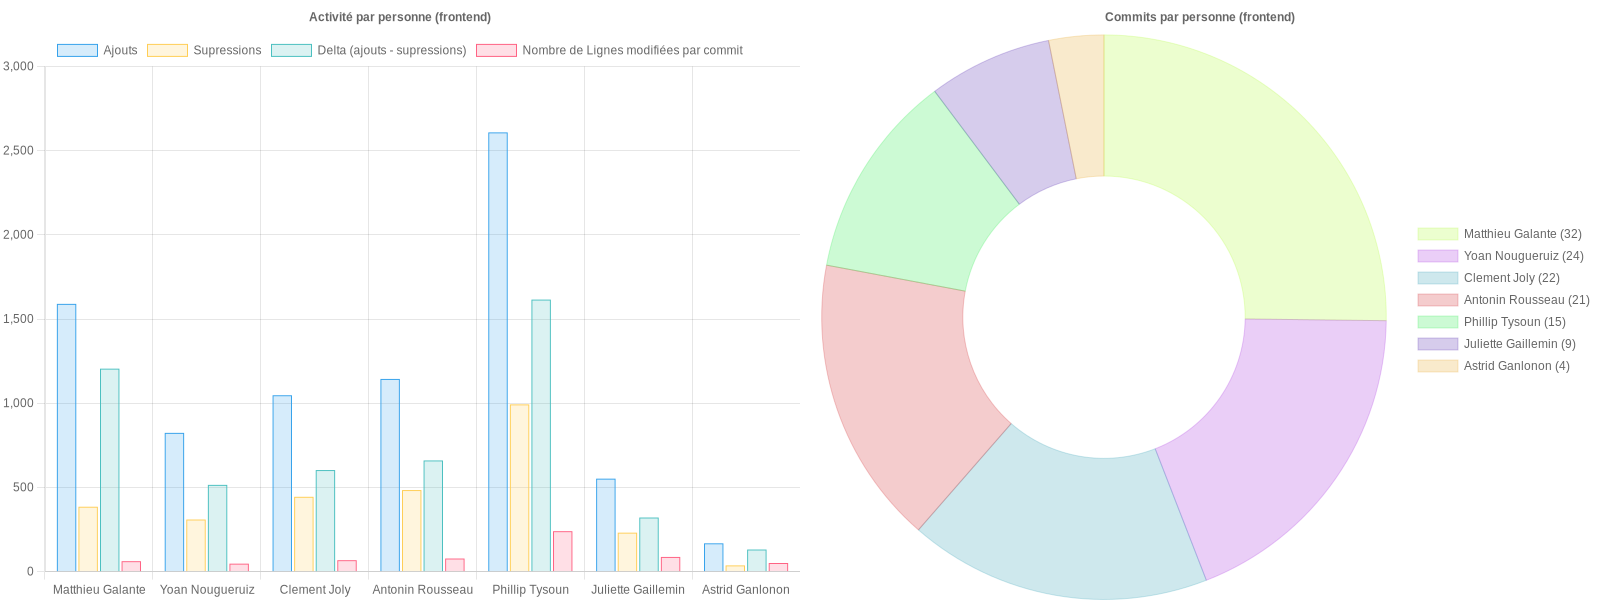 Activité par personne (frontend)
Ajouts Supressions Delta (ajouts - supressions) Nombre de Lignes modifiées par commit
3,000
2,500
2,000
1,500
1,000
500
0
Matthieu Galante Yoan Nougueruiz Clement Joly Antonin Rousseau Phillip Tysoun Juliette Gaillemin Astrid Ganlonon
Commits par personne (frontend)
Matthieu Galante (32)
Yoan Nougueruiz (24)
Clement Joly (22)
Antonin Rousseau (21)
Phillip Tysoun (15)
Juliette Gaillemin (9)
Astrid Ganlonon (4)